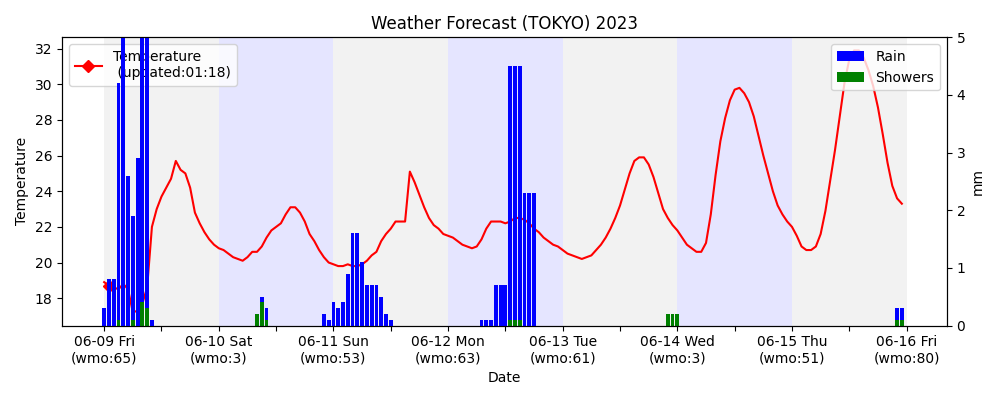 Weather Forecast (TOKYO) 2023
Temperature
(updated:01:18)
Rain
Showers
Temperature
32
30
28
26
24
22
20
18
5
4
3
2
1
0
mm
06-09 Fri 06-10 Sat 06-11 Sun 06-12 Mon 06-13 Tue 06-14 Wed 06-15 Thu 06-16 Fri
(wmo:65) (wmo:3) (wmo:53) (wmo:63) (wmo:61) (wmo:3) (wmo:51) (wmo:80)
Date